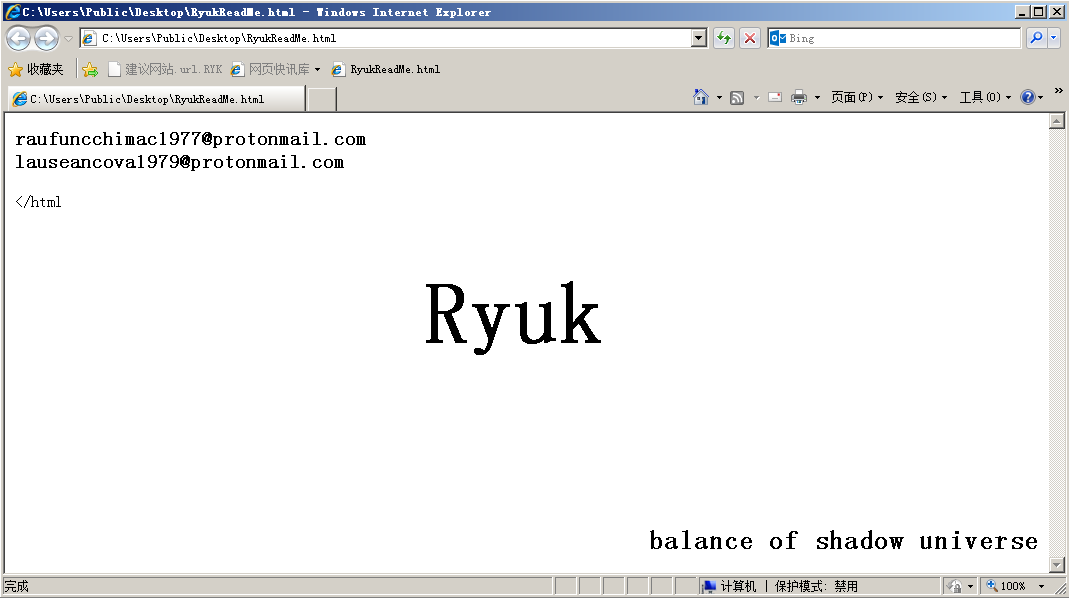 C:\Users\Public\Desktop\RyukReadMe.html - Windows Internet Explorer
C:\Users\Public\Desktop\RyukReadMe.html
Bing
收藏夹 建议网站.url.RYK 网页快讯库 RyukReadMe.html
C:\Users\Public\Desktop\RyukReadMe.html 页面(P) 安全(S) 工具(O) »
raufuncchimac1977@protonmail.com
lauseancova1979@protonmail.com
</html
Ryuk
balance of shadow universe
完成 计算机 | 保护模式: 禁用 100%